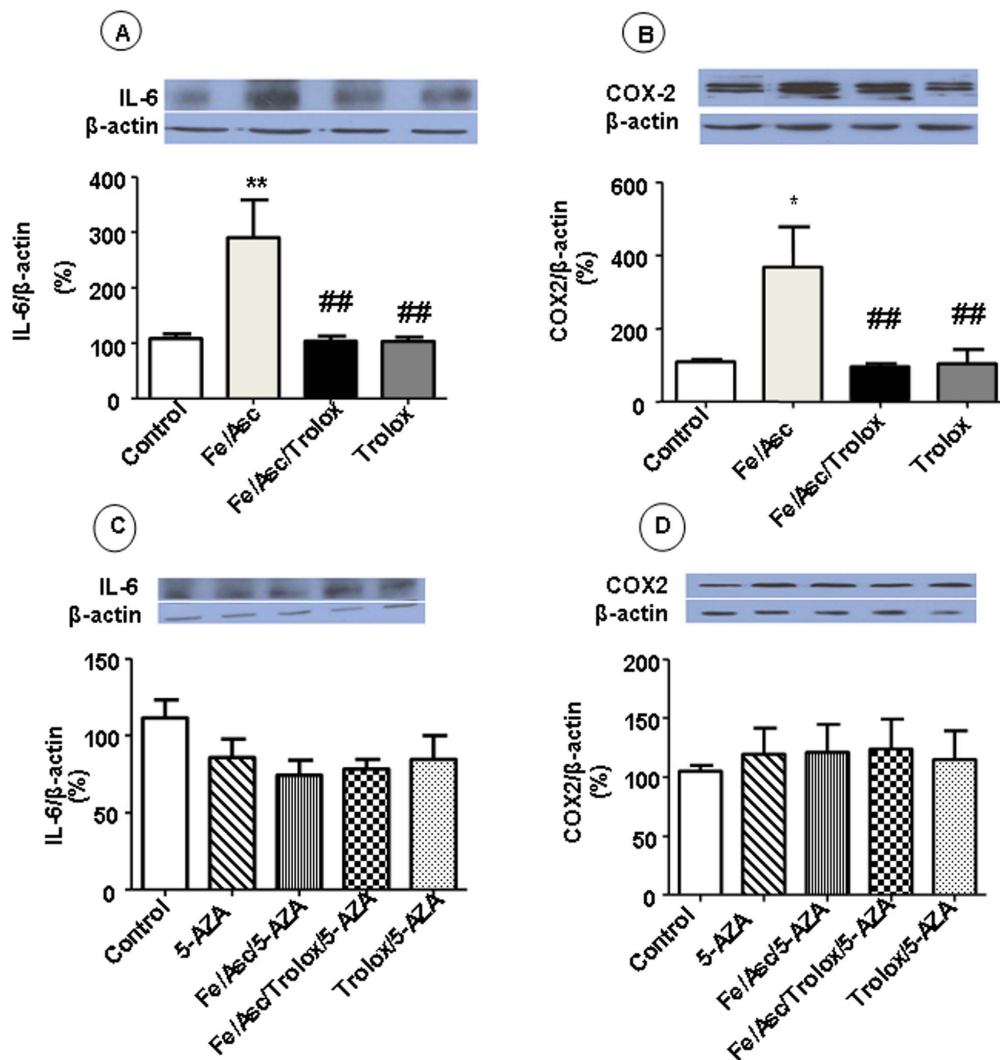 A
IL-6
β-actin
IL-6/β-actin
(%)
400
300
200
100
0
**
##
##
Control
Fe/Asc
Fe/Asc/Trolox
Trolox
B
COX-2
β-actin
COX2/β-actin
(%)
600
400
200
0
*
##
##
Control
Fe/Asc
Fe/Asc/Trolox
Trolox
C
IL-6
β-actin
IL-6/β-actin
(%)
150
100
50
0
Control
5-AZA
Fe/Asc/5-AZA
Fe/Asc/Trolox/5-AZA
Trolox/5-AZA
D
COX2
β-actin
COX2/β-actin
(%)
200
150
100
50
0
Control
5-AZA
Fe/Asc/5-AZA
Fe/Asc/Trolox/5-AZA
Trolox/5-AZA